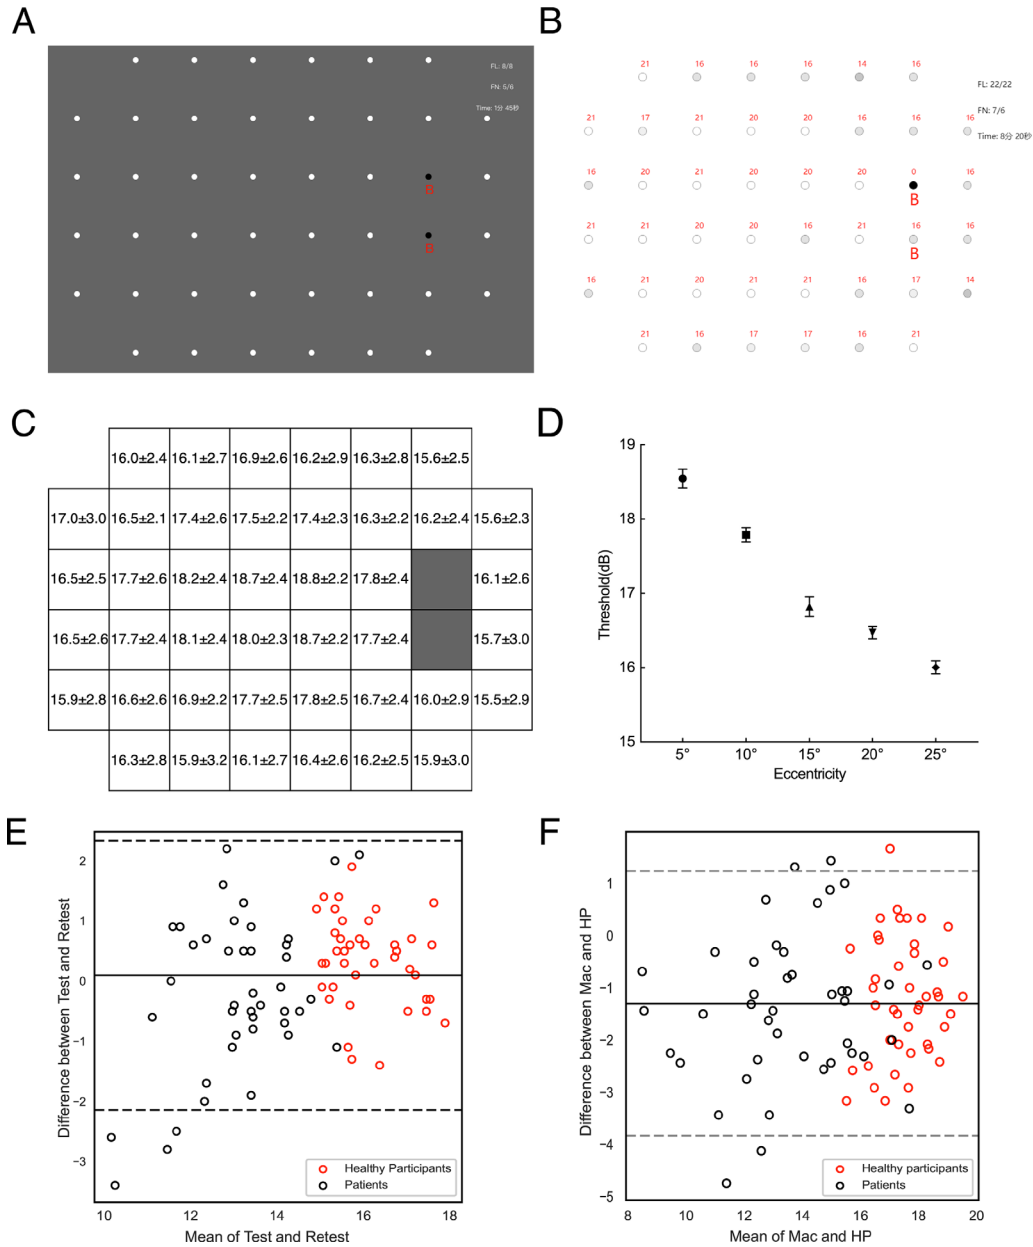 A
FL: 8/8
FN: 5/6
Time: 1分 45秒
B
B
B
21 16 16 16 14 16
FL: 22/22
FN: 7/6
21 17 21 20 20 16 16 16
Time: 8分 20秒
16 20 21 20 20 20 0 16
B
21 21 20 20 16 21 16 16
B
16 21 20 21 21 16 17 14
21 16 17 17 16 21
C
16.0±2.4 16.1±2.7 16.9±2.6 16.2±2.9 16.3±2.8 15.6±2.5
17.0±3.0 16.5±2.1 17.4±2.6 17.5±2.2 17.4±2.3 16.3±2.2 16.2±2.4 15.6±2.3
16.5±2.5 17.7±2.6 18.2±2.4 18.7±2.4 18.8±2.2 17.8±2.4 16.1±2.6
16.5±2.6 17.7±2.4 18.1±2.4 18.0±2.3 18.7±2.2 17.7±2.4 15.7±3.0
15.9±2.8 16.6±2.6 16.9±2.2 17.7±2.5 17.8±2.5 16.7±2.4 16.0±2.9 15.5±2.9
16.3±2.8 15.9±3.2 16.1±2.7 16.4±2.6 16.2±2.5 15.9±3.0
D
Threshold(dB)
19
18
17
16
15
5° 10° 15° 20° 25°
Eccentricity
E
Difference between Test and Retest
2
1
0
−1
−2
−3
Healthy Participants
Patients
10 12 14 16 18
Mean of Test and Retest
F
Difference between Mac and HP
1
0
−1
−2
−3
−4
−5
Healthy participants
Patients
8 10 12 14 16 18 20
Mean of Mac and HP